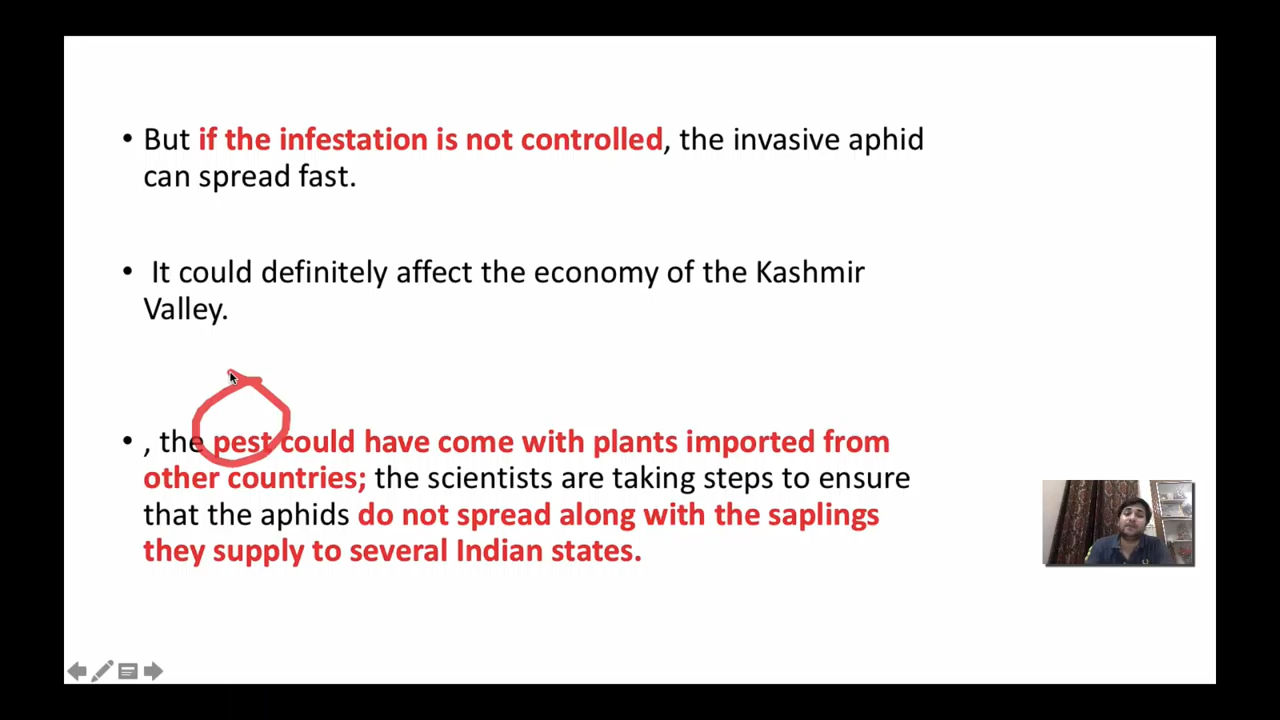 • But if the infestation is not controlled, the invasive aphid
can spread fast.
• It could definitely affect the economy of the Kashmir
Valley.
• , the pest could have come with plants imported from
other countries; the scientists are taking steps to ensure
that the aphids do not spread along with the saplings
they supply to several Indian states.